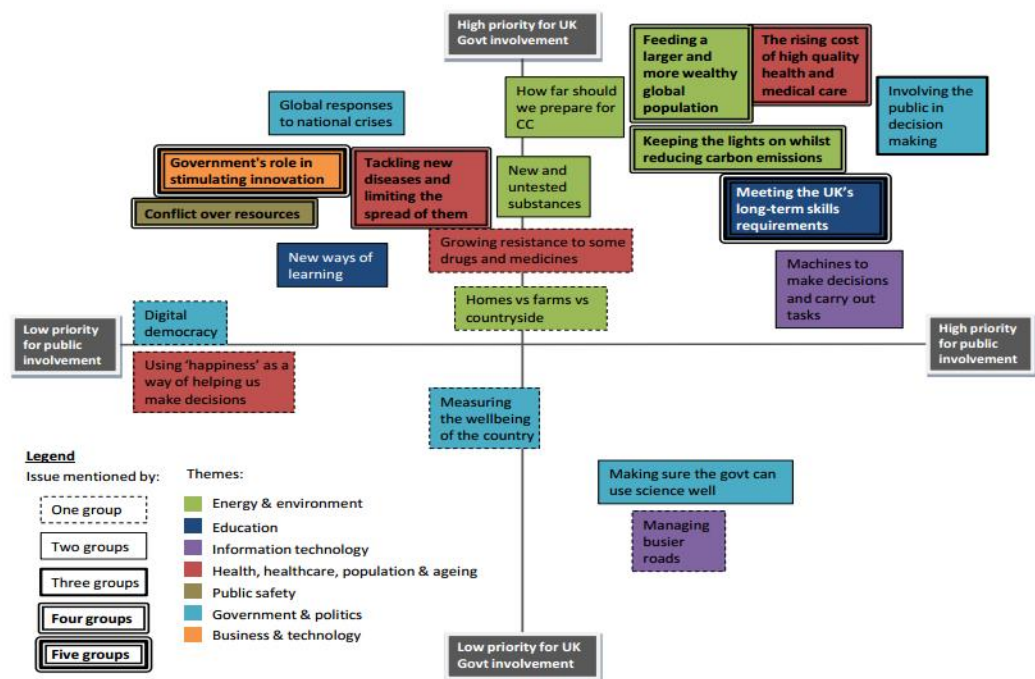 High priority for UK
Govt involvement
Feeding a
larger and
more wealthy
global
population
The rising cost
of high quality
health and
medical care
How far should
we prepare for
CC
Involving the
public in
decision
making
Global responses
to national crises
Keeping the lights on whilst
reducing carbon emissions
Government's role in
stimulating innovation
Tackling new
diseases and
limiting the
spread of them
New and
untested
substances
Meeting the UK's
long-term skills
requirements
Conflict over resources
Growing resistance to some
drugs and medicines
New ways of
learning
Machines to
make decisions
and carry out
tasks
Homes vs farms vs
countryside
Digital
democracy
Low priority
for public
involvement
High priority
for public
involvement
Using 'happiness' as a
way of helping us
make decisions
Measuring
the wellbeing
of the country
Making sure the govt can
use science well
Managing
busier
roads
Low priority for UK
Govt involvement
Legend
Issue mentioned by:
One group
Two groups
Three groups
Four groups
Five groups
Themes:
Energy & environment
Education
Information technology
Health, healthcare, population & ageing
Public safety
Government & politics
Business & technology